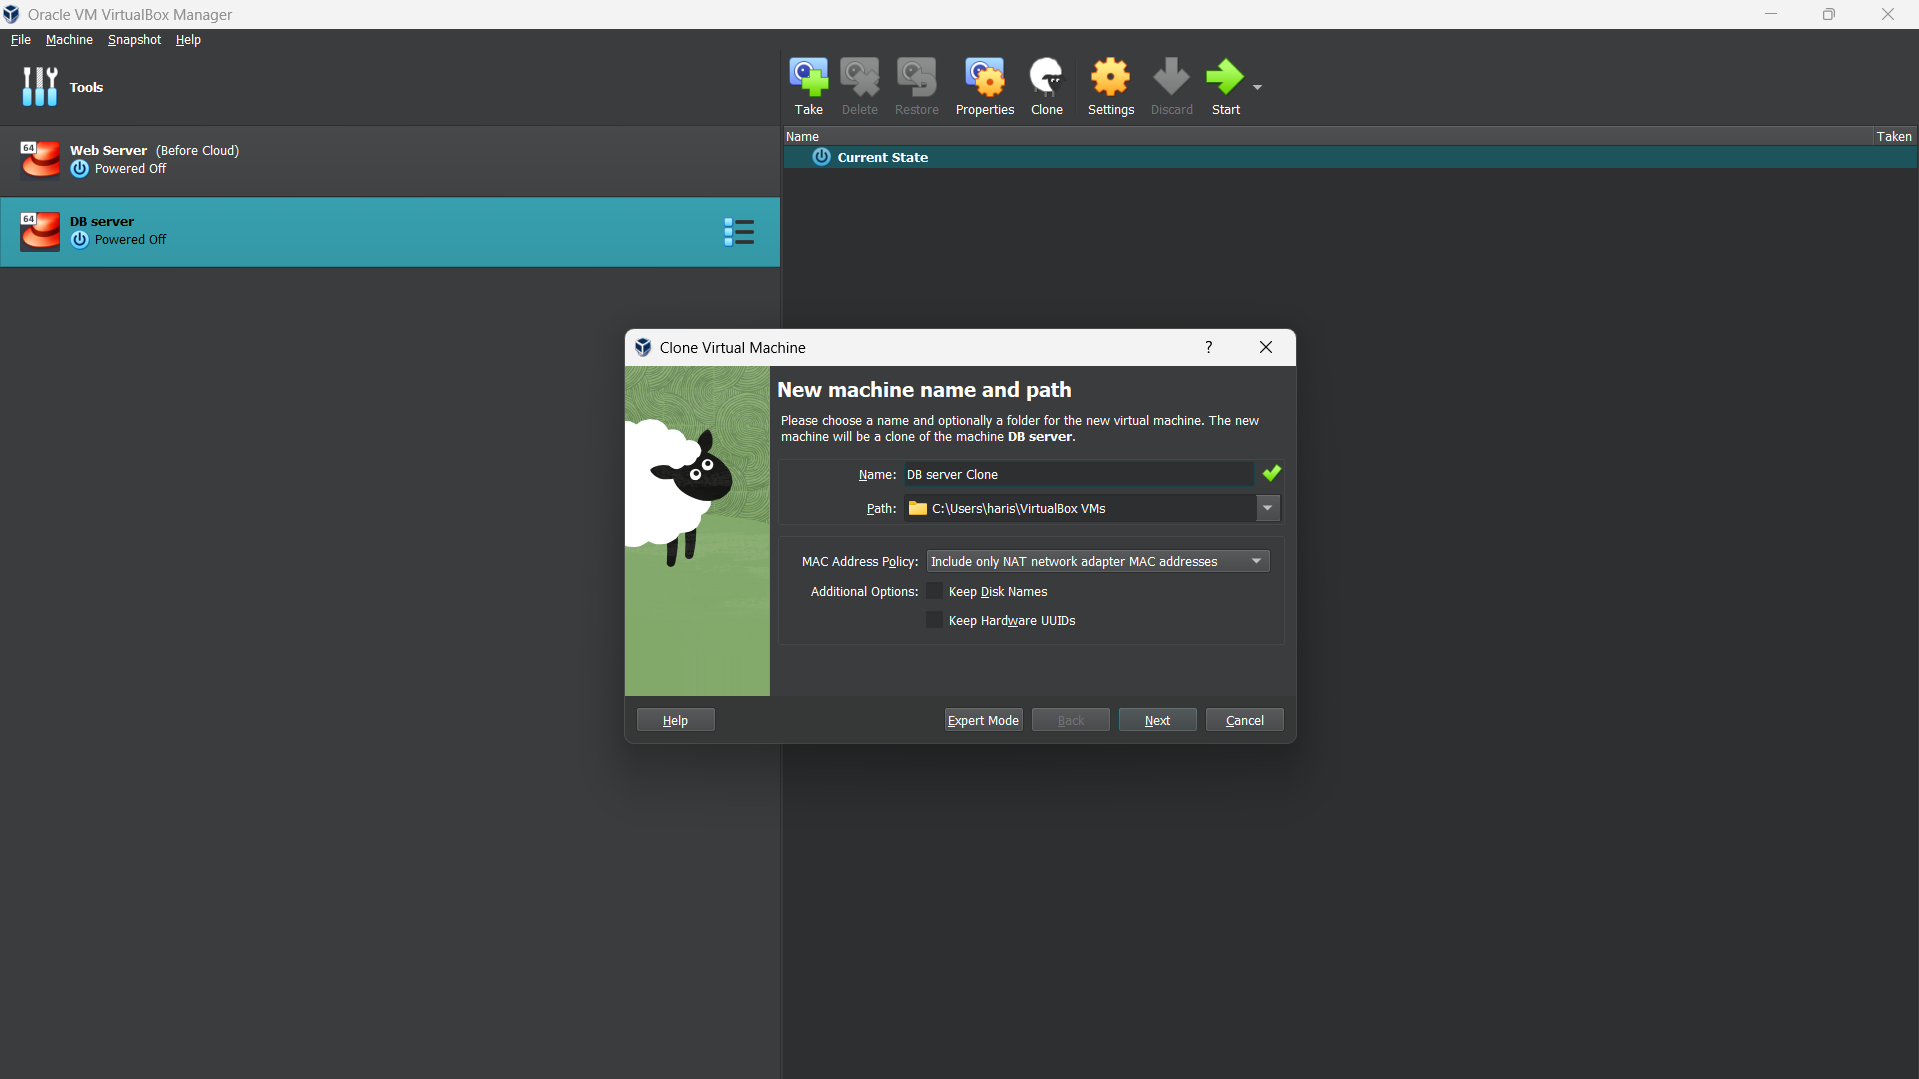 Oracle VM VirtualBox Manager
File Machine Snapshot Help
Tools
Take Delete Restore Properties Clone Settings Discard Start
Name Taken
Current State
64
Web Server (Before Cloud)
Powered Off
64
DB server
Powered Off
Clone Virtual Machine
?
New machine name and path
Please choose a name and optionally a folder for the new virtual machine. The new
machine will be a clone of the machine DB server.
Name: DB server Clone
Path: C:\Users\haris\VirtualBox VMs
MAC Address Policy: Include only NAT network adapter MAC addresses
Additional Options: Keep Disk Names
Keep Hardware UUIDs
Help Expert Mode Back Next Cancel